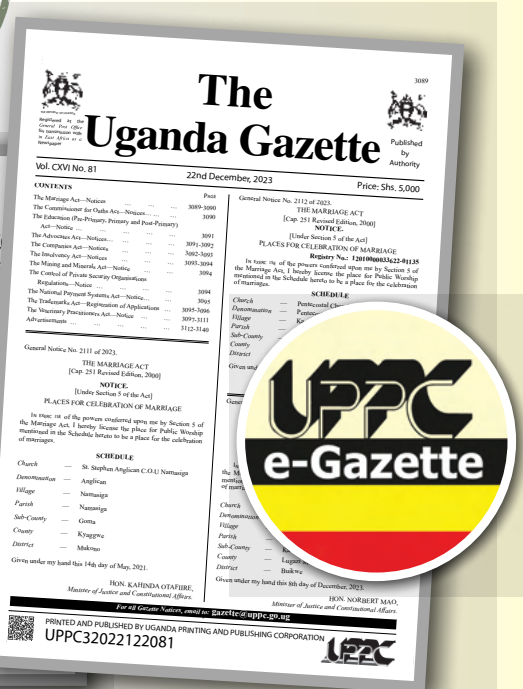 3089
Registered at the
General Post Office
for transmission within
East Africa as a
Newspaper
The
Uganda Gazette
Published
by
Authority
Vol. CXVI No. 81
22nd December, 2023
Price: Shs. 5,000
CONTENTS
PAGE
The Marriage Act—Notices ... ... ... 3089-3090
The Commissioner for Oaths Act—Notices... ... 3090
The Education (Pre-Primary, Primary and Post-Primary)
Act—Notice ... ... ... ... 3091
The Advocates Act—Notices... ... ... 3091-3092
The Companies Act—Notices ... ... ... 3092-3093
The Insolvency Act—Notices ... ... ... 3093-3094
The Mining and Minerals Act—Notice ... ... 3094
The Control of Private Security Organisations
Regulations—Notice ... ... ... 3094
The National Payment Systems Act—Notice... ... 3095
The Trademarks Act—Registration of Applications ... 3095-3096
The Veterinary Practitioners Act—Notice ... 3097-3111
Advertisements ... ... ... ... 3112-3140
General Notice No. 2111 of 2023.
THE MARRIAGE ACT
[Cap. 251 Revised Edition, 2000]
NOTICE.
[Under Section 5 of the Act]
PLACES FOR CELEBRATION OF MARRIAGE
of the powers conferred upon me by Section 5 of
the Marriage Act, I hereby license the place for Public Worship
mentioned in the Schedule hereto to be a place for the celebration
of marriages.
SCHEDULE
Church — St. Stephen Anglican C.O.U Namasiga
Denomination — Anglican
Village — Namasiga
Parish — Namasiga
Sub-County — Goma
County — Kyaggwe
District — Mukono
Given under my hand this 14th day of May, 2021.
HON. KAHINDA OTAFIIRE,
Minister of Justice and Constitutional Affairs.
General Notice No. 2112 of 2023.
THE MARRIAGE ACT
[Cap. 251 Revised Edition, 2000]
NOTICE.
[Under Section 5 of the Act]
PLACES FOR CELEBRATION OF MARRIAGE
Registry No.: 12010000033622-01135
of the powers conferred upon me by Section 5 of
the Marriage Act, I hereby license the place for Public Worship
mentioned in the Schedule hereto to be a place for the celebration
of marriages.
SCHEDULE
Church — Pentecostal
Denomination —
Village —
Parish —
Sub-County
County
District
Given
Church
Denomination
Village
Parish —
Sub-County —
County — Lugazi
District — Buikwe
Given under my hand this 8th day of December, 2023.
HON. NORBERT MAO,
Minister of Justice and Constitutional Affairs.
UPPC
e-Gazette
For all Gazette Notices, email to: gazette@uppc.go.ug
PRINTED AND PUBLISHED BY UGANDA PRINTING AND PUBLISHING CORPORATION
UPPC32022122081
UPPC